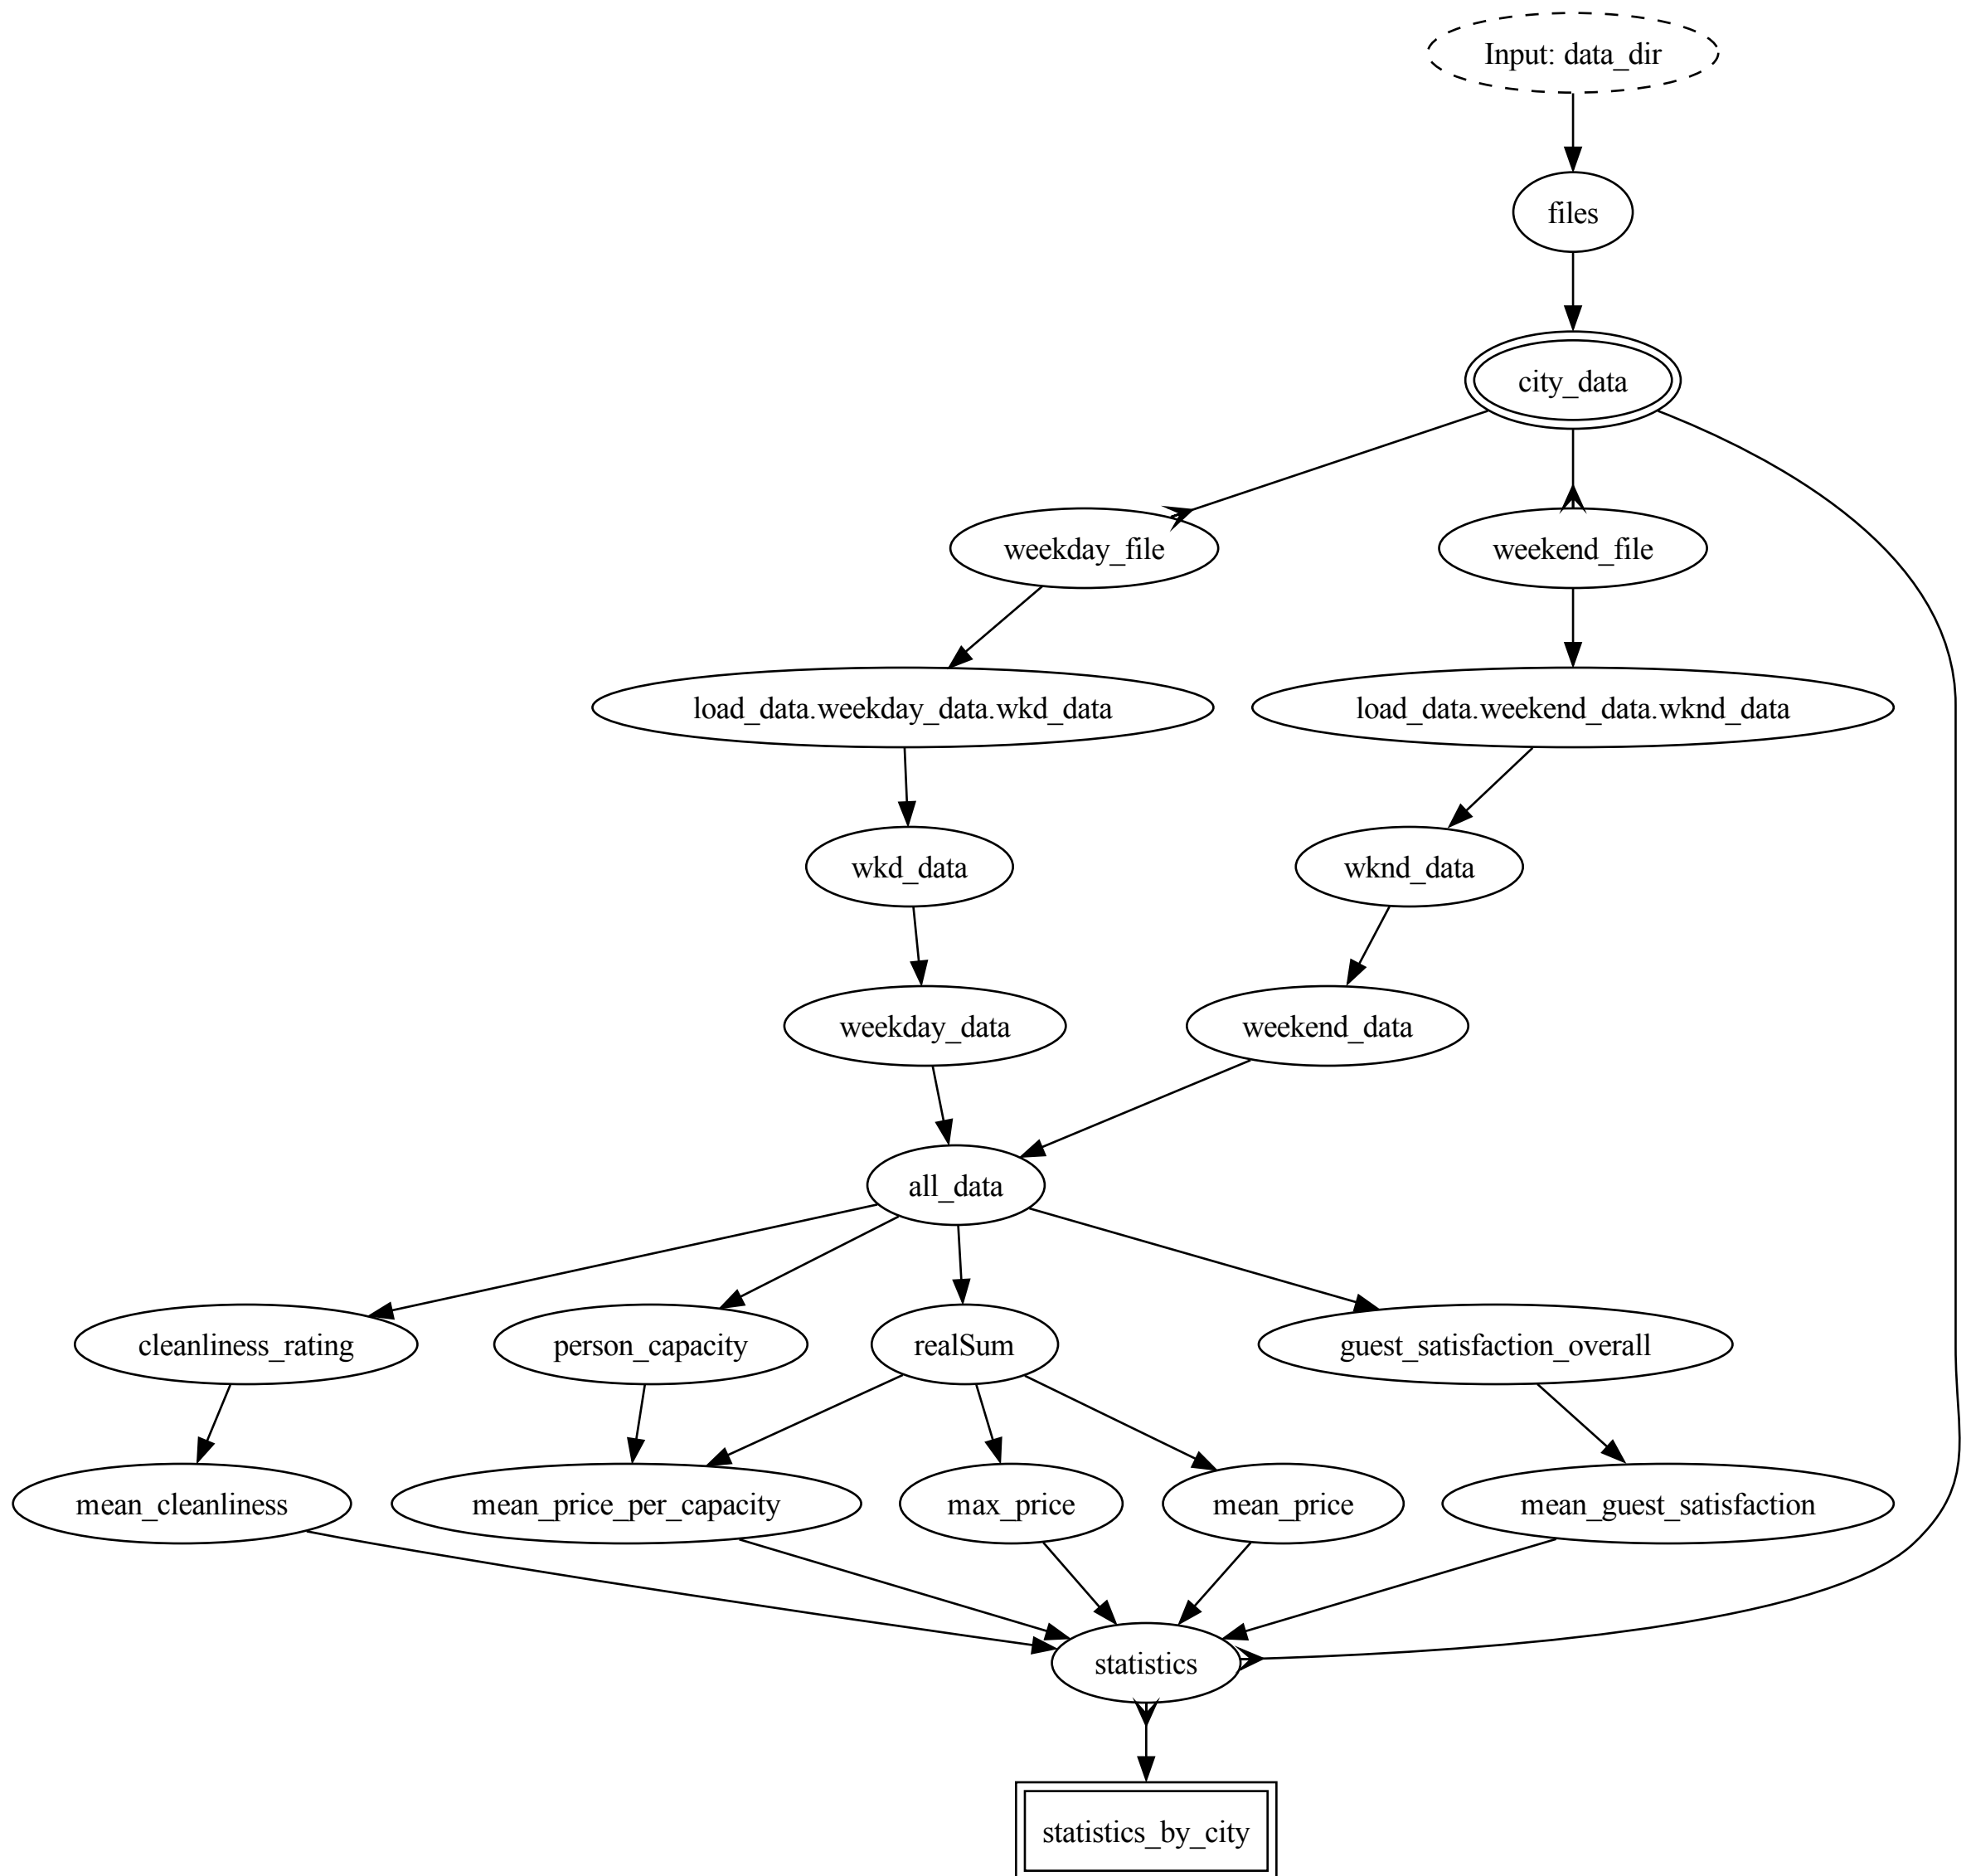 Input: data_dir
files
city_data
weekday_file
weekend_file
load_data.weekday_data.wkd_data
load_data.weekend_data.wknd_data
wkd_data
wknd_data
weekday_data
weekend_data
all_data
cleanliness_rating
person_capacity
realSum
guest_satisfaction_overall
mean_cleanliness
mean_price_per_capacity
max_price
mean_price
mean_guest_satisfaction
statistics
statistics_by_city